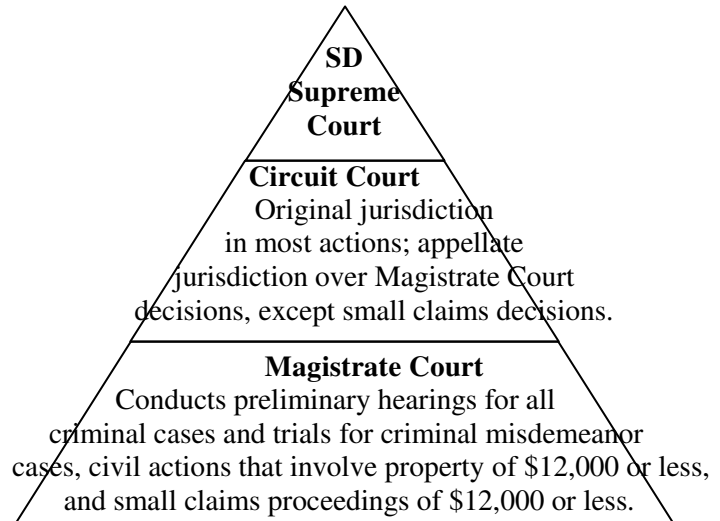 SD
Supreme
Court
Circuit Court
Original jurisdiction
in most actions; appellate
jurisdiction over Magistrate Court
decisions, except small claims decisions.
Magistrate Court
Conducts preliminary hearings for all
criminal cases and trials for criminal misdemeanor
cases, civil actions that involve property of $12,000 or less,
and small claims proceedings of $12,000 or less.